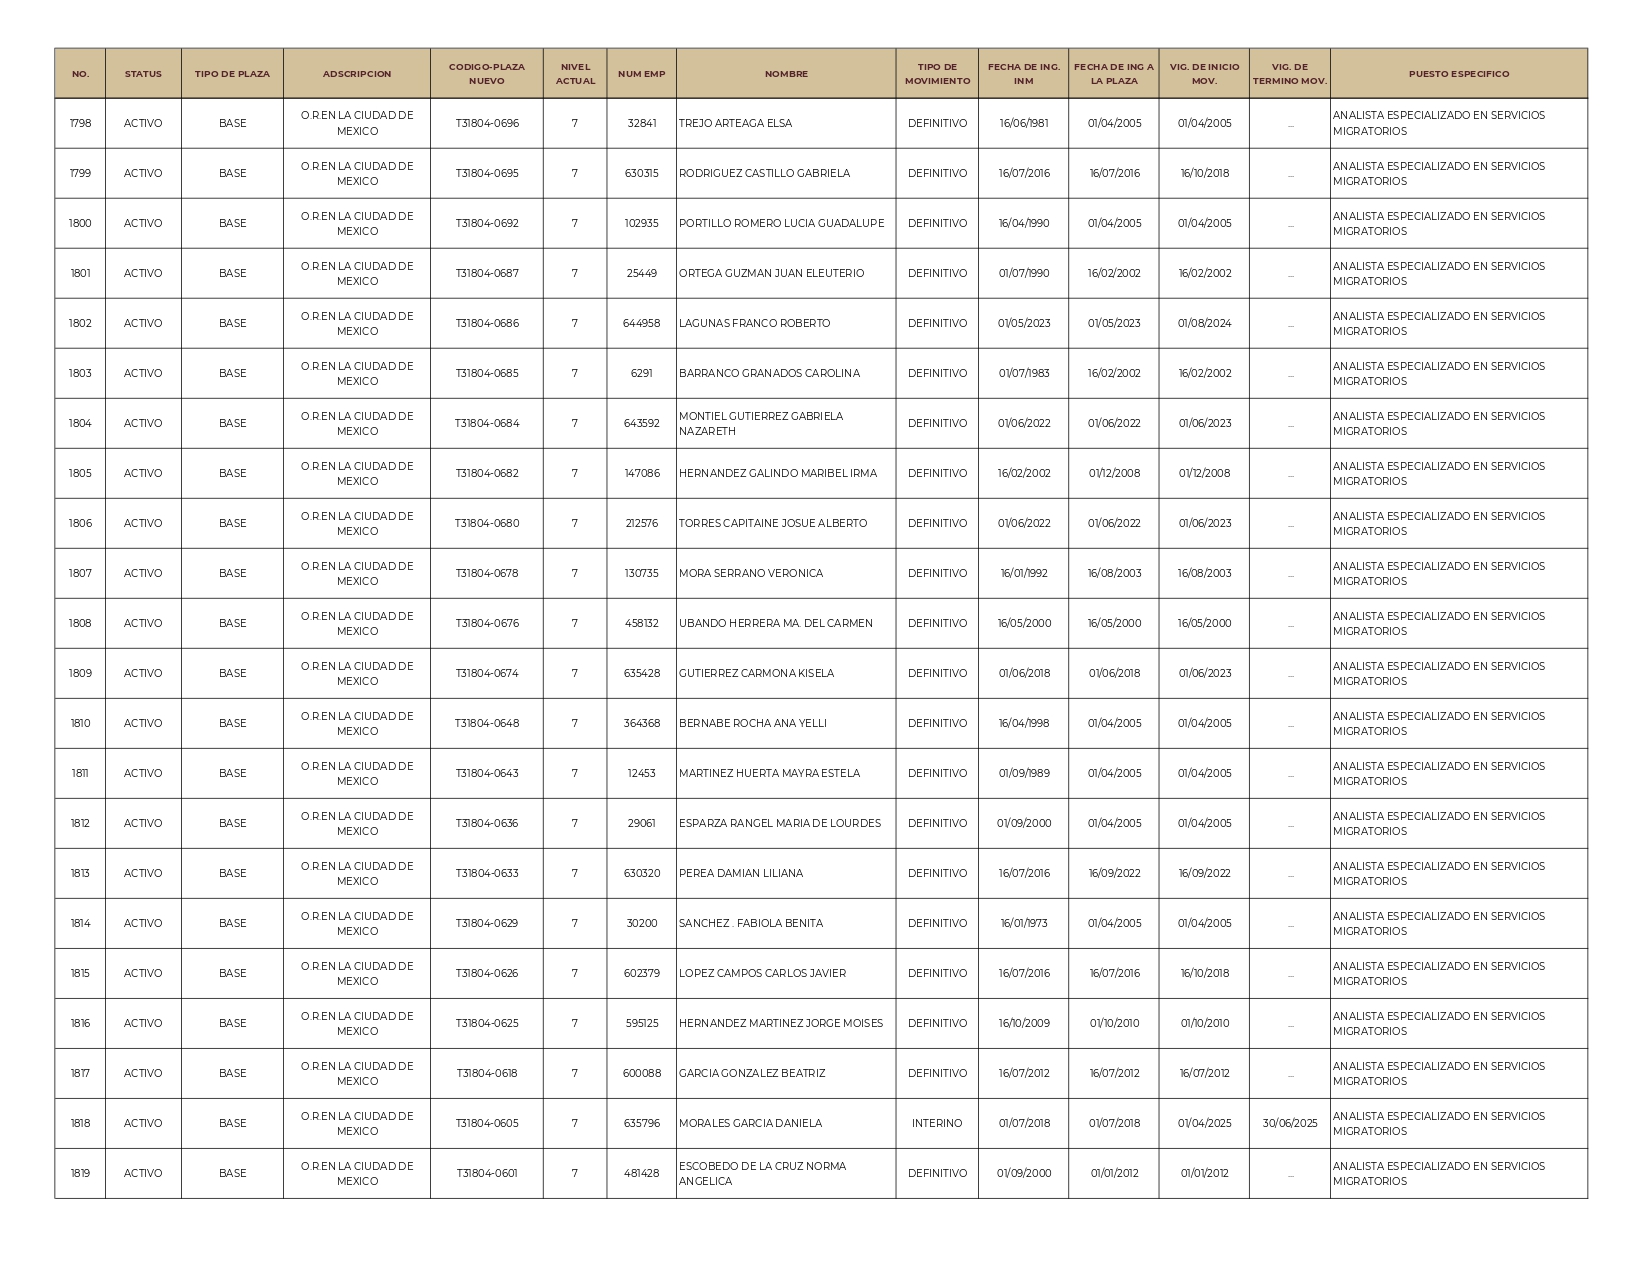 NO. STATUS TIPO DE PLAZA ADSCRIPCION CODIGO-PLAZA NUEVO NIVEL ACTUAL NUM EMP NOMBRE TIPO DE MOVIMIENTO FECHA DE ING. INM FECHA DE ING A LA PLAZA VIG. DE INICIO MOV. VIG. DE TERMINO MOV. PUESTO ESPECIFICO
1798 ACTIVO BASE O.R.EN LA CIUDAD DE MEXICO T31804-0696 7 32841 TREJO ARTEAGA ELSA DEFINITIVO 16/06/1981 01/04/2005 01/04/2005 ... ANALISTA ESPECIALIZADO EN SERVICIOS MIGRATORIOS
1799 ACTIVO BASE O.R.EN LA CIUDAD DE MEXICO T31804-0695 7 630315 RODRIGUEZ CASTILLO GABRIELA DEFINITIVO 16/07/2016 16/07/2016 16/10/2018 ... ANALISTA ESPECIALIZADO EN SERVICIOS MIGRATORIOS
1800 ACTIVO BASE O.R.EN LA CIUDAD DE MEXICO T31804-0692 7 102935 PORTILLO ROMERO LUCIA GUADALUPE DEFINITIVO 16/04/1990 01/04/2005 01/04/2005 ... ANALISTA ESPECIALIZADO EN SERVICIOS MIGRATORIOS
1801 ACTIVO BASE O.R.EN LA CIUDAD DE MEXICO T31804-0687 7 25449 ORTEGA GUZMAN JUAN ELEUTERIO DEFINITIVO 01/07/1990 16/02/2002 16/02/2002 ... ANALISTA ESPECIALIZADO EN SERVICIOS MIGRATORIOS
1802 ACTIVO BASE O.R.EN LA CIUDAD DE MEXICO T31804-0686 7 644958 LAGUNAS FRANCO ROBERTO DEFINITIVO 01/05/2023 01/05/2023 01/08/2024 ... ANALISTA ESPECIALIZADO EN SERVICIOS MIGRATORIOS
1803 ACTIVO BASE O.R.EN LA CIUDAD DE MEXICO T31804-0685 7 6291 BARRANCO GRANADOS CAROLINA DEFINITIVO 01/07/1983 16/02/2002 16/02/2002 ... ANALISTA ESPECIALIZADO EN SERVICIOS MIGRATORIOS
1804 ACTIVO BASE O.R.EN LA CIUDAD DE MEXICO T31804-0684 7 643592 MONTIEL GUTIERREZ GABRIELA NAZARETH DEFINITIVO 01/06/2022 01/06/2022 01/06/2023 ... ANALISTA ESPECIALIZADO EN SERVICIOS MIGRATORIOS
1805 ACTIVO BASE O.R.EN LA CIUDAD DE MEXICO T31804-0682 7 147086 HERNANDEZ GALINDO MARIBEL IRMA DEFINITIVO 16/02/2002 01/12/2008 01/12/2008 ... ANALISTA ESPECIALIZADO EN SERVICIOS MIGRATORIOS
1806 ACTIVO BASE O.R.EN LA CIUDAD DE MEXICO T31804-0680 7 212576 TORRES CAPITAINE JOSUE ALBERTO DEFINITIVO 01/06/2022 01/06/2022 01/06/2023 ... ANALISTA ESPECIALIZADO EN SERVICIOS MIGRATORIOS
1807 ACTIVO BASE O.R.EN LA CIUDAD DE MEXICO T31804-0678 7 130735 MORA SERRANO VERONICA DEFINITIVO 16/01/1992 16/08/2003 16/08/2003 ... ANALISTA ESPECIALIZADO EN SERVICIOS MIGRATORIOS
1808 ACTIVO BASE O.R.EN LA CIUDAD DE MEXICO T31804-0676 7 458132 UBANDO HERRERA MA. DEL CARMEN DEFINITIVO 16/05/2000 16/05/2000 16/05/2000 ... ANALISTA ESPECIALIZADO EN SERVICIOS MIGRATORIOS
1809 ACTIVO BASE O.R.EN LA CIUDAD DE MEXICO T31804-0674 7 635428 GUTIERREZ CARMONA KISELA DEFINITIVO 01/06/2018 01/06/2018 01/06/2023 ... ANALISTA ESPECIALIZADO EN SERVICIOS MIGRATORIOS
1810 ACTIVO BASE O.R.EN LA CIUDAD DE MEXICO T31804-0648 7 364368 BERNABE ROCHA ANA YELLI DEFINITIVO 16/04/1998 01/04/2005 01/04/2005 ... ANALISTA ESPECIALIZADO EN SERVICIOS MIGRATORIOS
1811 ACTIVO BASE O.R.EN LA CIUDAD DE MEXICO T31804-0643 7 12453 MARTINEZ HUERTA MAYRA ESTELA DEFINITIVO 01/09/1989 01/04/2005 01/04/2005 ... ANALISTA ESPECIALIZADO EN SERVICIOS MIGRATORIOS
1812 ACTIVO BASE O.R.EN LA CIUDAD DE MEXICO T31804-0636 7 29061 ESPARZA RANGEL MARIA DE LOURDES DEFINITIVO 01/09/2000 01/04/2005 01/04/2005 ... ANALISTA ESPECIALIZADO EN SERVICIOS MIGRATORIOS
1813 ACTIVO BASE O.R.EN LA CIUDAD DE MEXICO T31804-0633 7 630320 PEREA DAMIAN LILIANA DEFINITIVO 16/07/2016 16/09/2022 16/09/2022 ... ANALISTA ESPECIALIZADO EN SERVICIOS MIGRATORIOS
1814 ACTIVO BASE O.R.EN LA CIUDAD DE MEXICO T31804-0629 7 30200 SANCHEZ . FABIOLA BENITA DEFINITIVO 16/01/1973 01/04/2005 01/04/2005 ... ANALISTA ESPECIALIZADO EN SERVICIOS MIGRATORIOS
1815 ACTIVO BASE O.R.EN LA CIUDAD DE MEXICO T31804-0626 7 602379 LOPEZ CAMPOS CARLOS JAVIER DEFINITIVO 16/07/2016 16/07/2016 16/10/2018 ... ANALISTA ESPECIALIZADO EN SERVICIOS MIGRATORIOS
1816 ACTIVO BASE O.R.EN LA CIUDAD DE MEXICO T31804-0625 7 595125 HERNANDEZ MARTINEZ JORGE MOISES DEFINITIVO 16/10/2009 01/10/2010 01/10/2010 ... ANALISTA ESPECIALIZADO EN SERVICIOS MIGRATORIOS
1817 ACTIVO BASE O.R.EN LA CIUDAD DE MEXICO T31804-0618 7 600088 GARCIA GONZALEZ BEATRIZ DEFINITIVO 16/07/2012 16/07/2012 16/07/2012 ... ANALISTA ESPECIALIZADO EN SERVICIOS MIGRATORIOS
1818 ACTIVO BASE O.R.EN LA CIUDAD DE MEXICO T31804-0605 7 635796 MORALES GARCIA DANIELA INTERINO 01/07/2018 01/07/2018 01/04/2025 30/06/2025 ANALISTA ESPECIALIZADO EN SERVICIOS MIGRATORIOS
1819 ACTIVO BASE O.R.EN LA CIUDAD DE MEXICO T31804-0601 7 481428 ESCOBEDO DE LA CRUZ NORMA ANGELICA DEFINITIVO 01/09/2000 01/01/2012 01/01/2012 ... ANALISTA ESPECIALIZADO EN SERVICIOS MIGRATORIOS